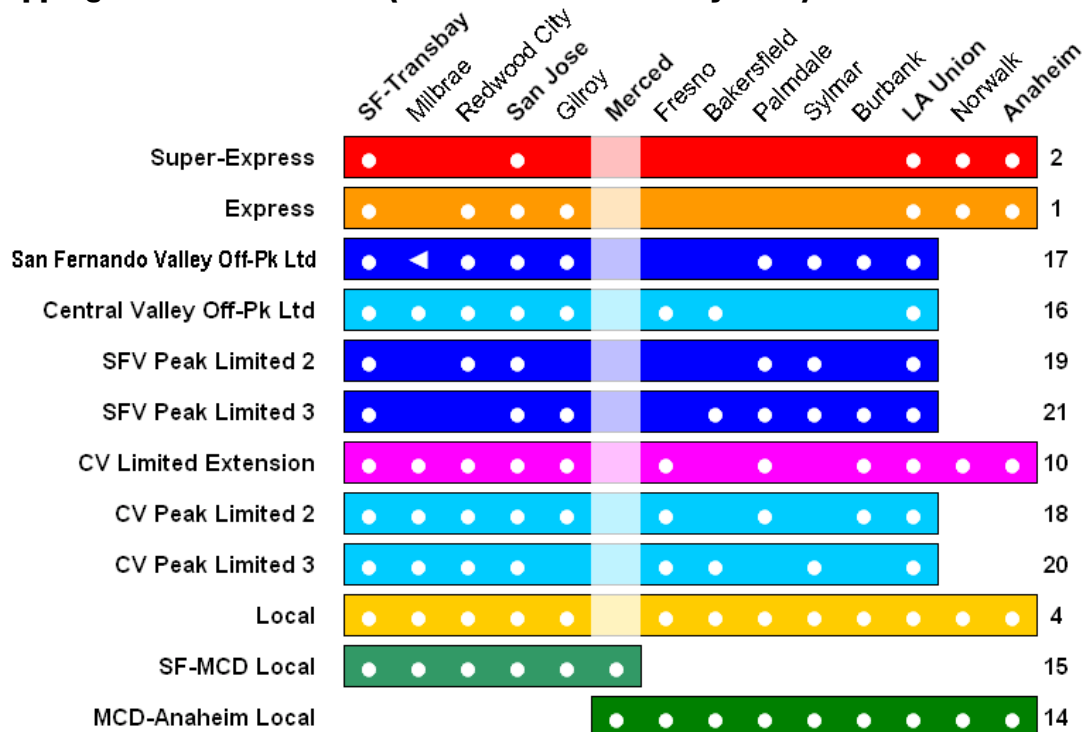 SF-Transbay
Milbrae
Redwood City
San Jose
Gilroy
Merced
Fresno
Bakersfield
Palmdale
Sylmar
Burbank
LA Union
Norwalk
Anaheim
Super-Express 2
Express 1
San Fernando Valley Off-Pk Ltd 17
Central Valley Off-Pk Ltd 16
SFV Peak Limited 2 19
SFV Peak Limited 3 21
CV Limited Extension 10
CV Peak Limited 2 18
CV Peak Limited 3 20
Local 4
SF-MCD Local 15
MCD-Anaheim Local 14